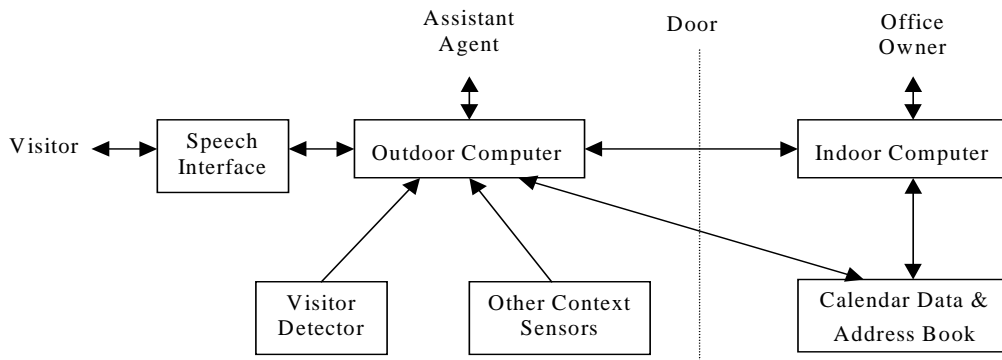 Assistant
Agent
Door
Office
Owner
Visitor
Speech
Interface
Outdoor Computer
Indoor Computer
Visitor
Detector
Other Context
Sensors
Calendar Data &
Address Book